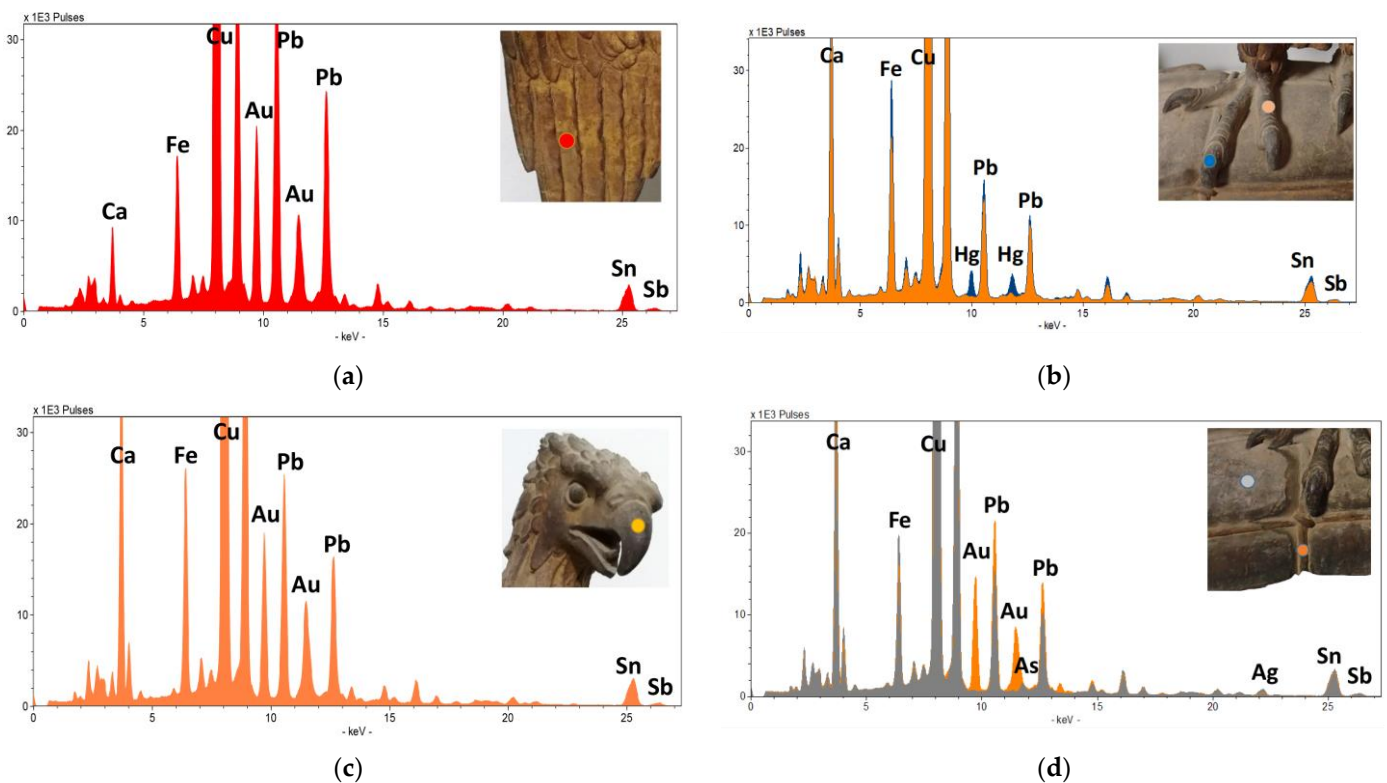 x 1E3 Pulses
30
20
10
0
Ca
Fe
Cu
Au
Pb
Au
Pb
Sn
Sb
0 5 10 15 20 25
- keV -
(a)
x 1E3 Pulses
30
20
10
0
Ca
Fe
Cu
Hg
Pb
Hg
Pb
Sn
Sb
0 5 10 15 20 25
- keV -
(b)
x 1E3 Pulses
30
20
10
0
Ca
Fe
Cu
Au
Pb
Au
Pb
Sn
Sb
0 5 10 15 20 25
- keV -
(c)
x 1E3 Pulses
30
20
10
0
Ca
Fe
Cu
Au
Pb
Au
As
Pb
Ag
Sn
Sb
0 5 10 15 20 25
- keV -
(d)